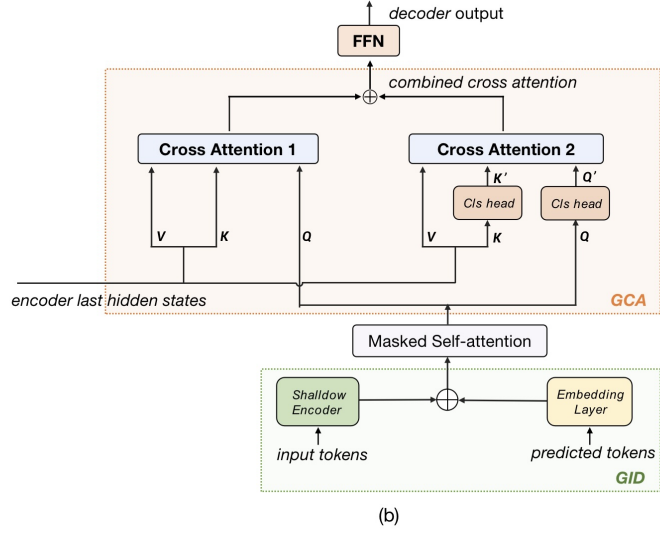 decoder output
FFN
combined cross attention
Cross Attention 1
Cross Attention 2
K′
Q′
Cls head
Cls head
V
K
Q
V
K
Q
encoder last hidden states
GCA
Masked Self-attention
Shalldow
Encoder
Embedding
Layer
input tokens
predicted tokens
GID
(b)